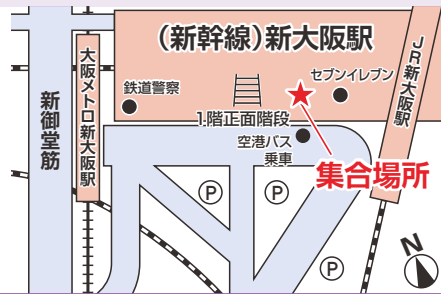 (新幹線)新大阪駅
JR新大阪駅
大阪メトロ新大阪駅
新御堂筋
鉄道警察
セブンイレブン
1階正面階段
空港バス
乗車
集合場所
P
P
P
N